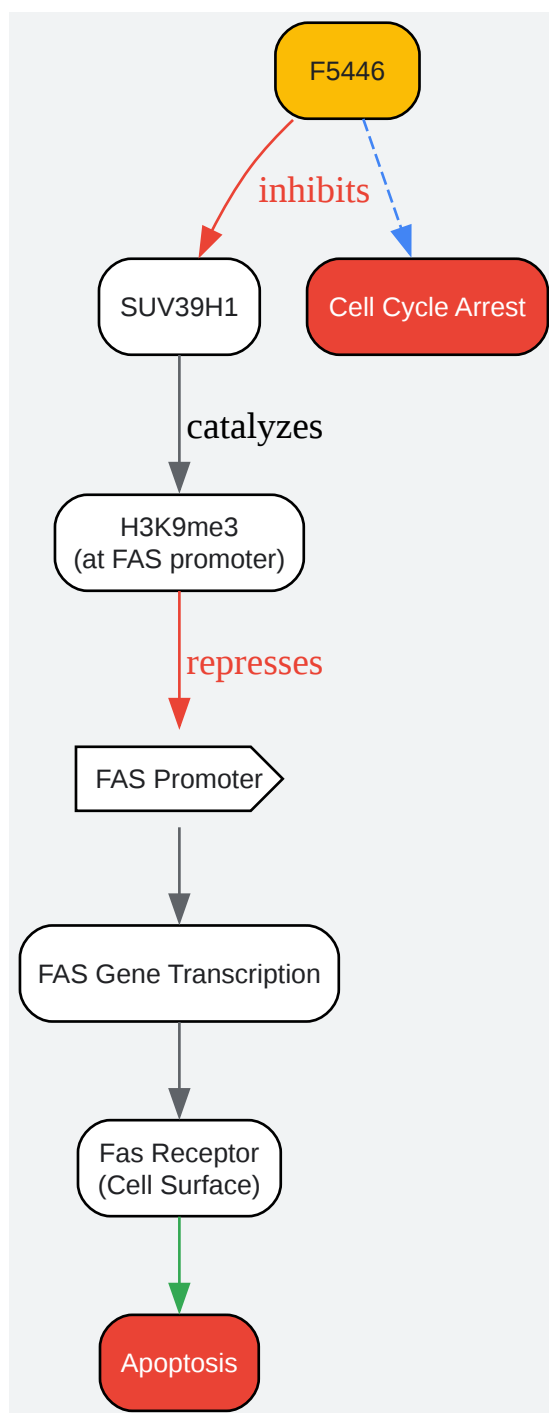 F5446
inhibits
SUV39H1
Cell Cycle Arrest
catalyzes
H3K9me3
(at FAS promoter)
represses
FAS Promoter
FAS Gene Transcription
Fas Receptor
(Cell Surface)
Apoptosis